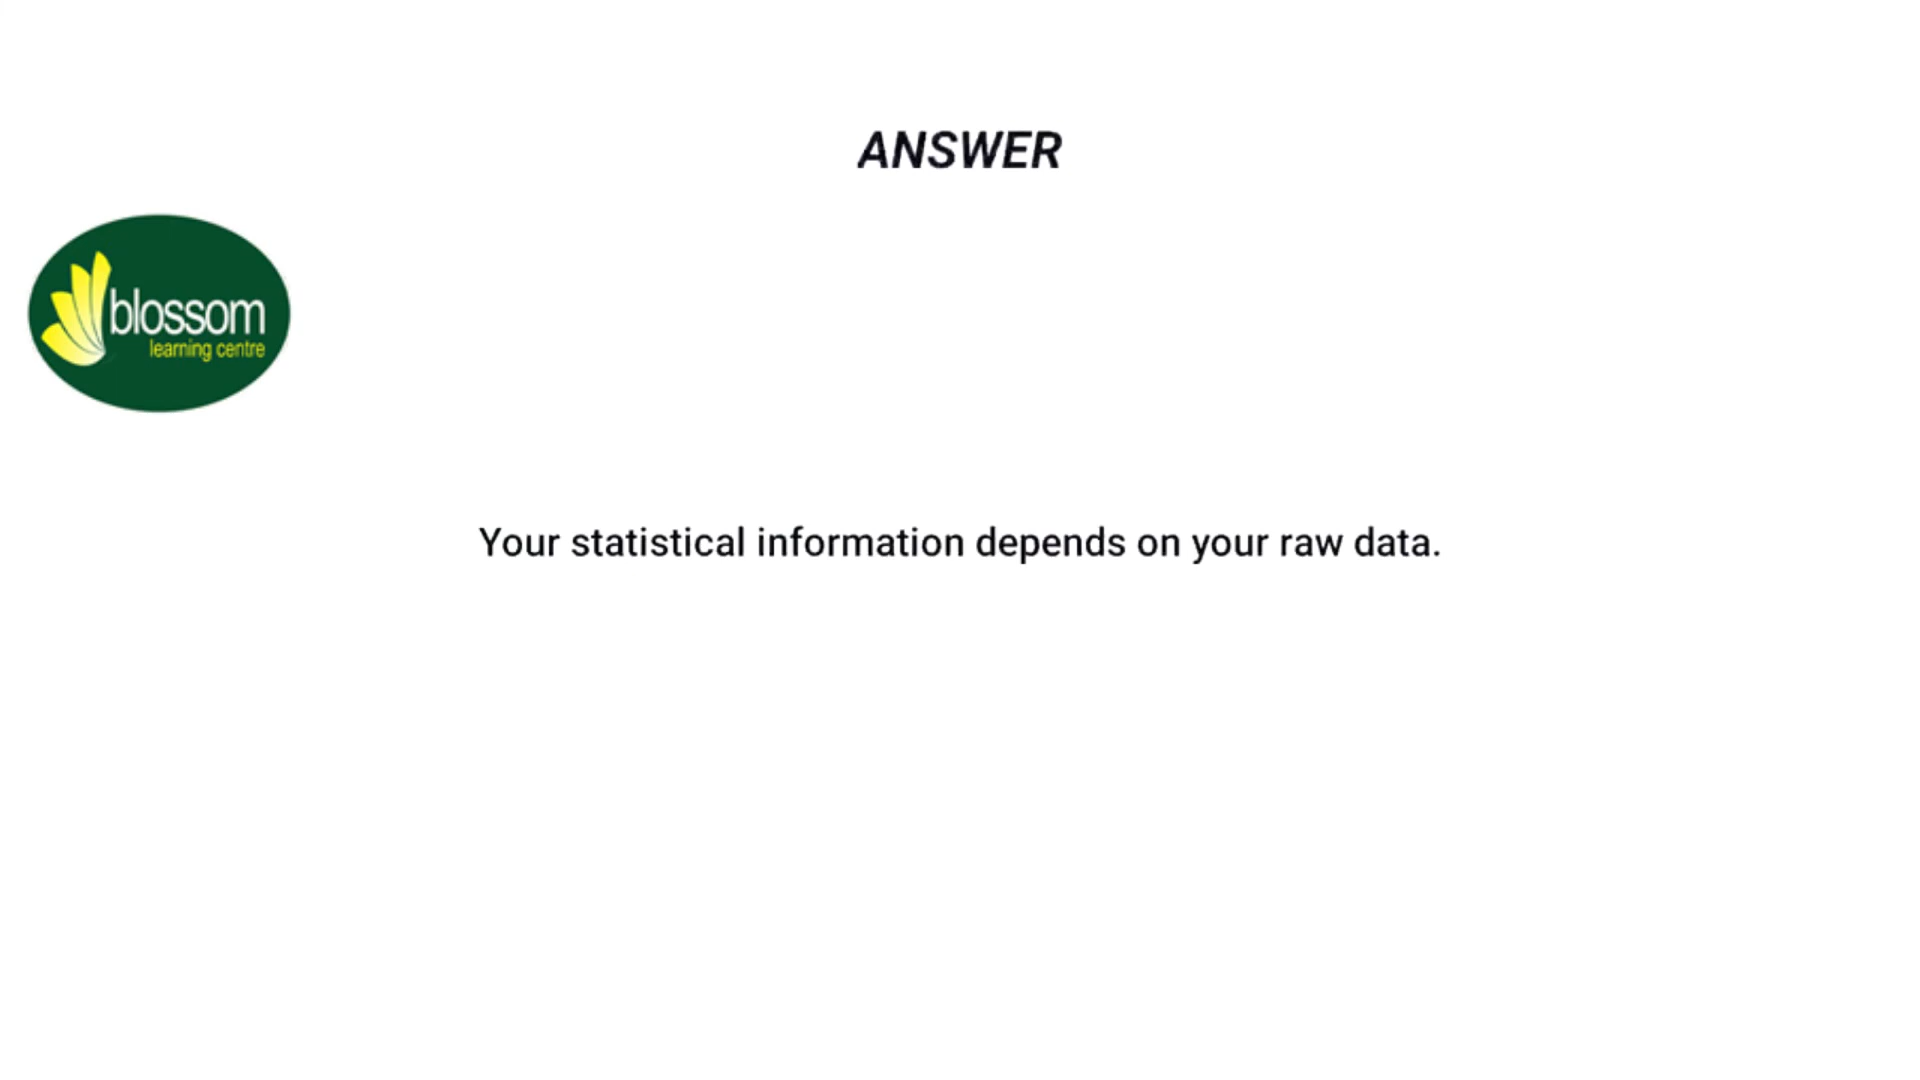 ANSWER
blossom
learning centre
Your statistical information depends on your raw data.